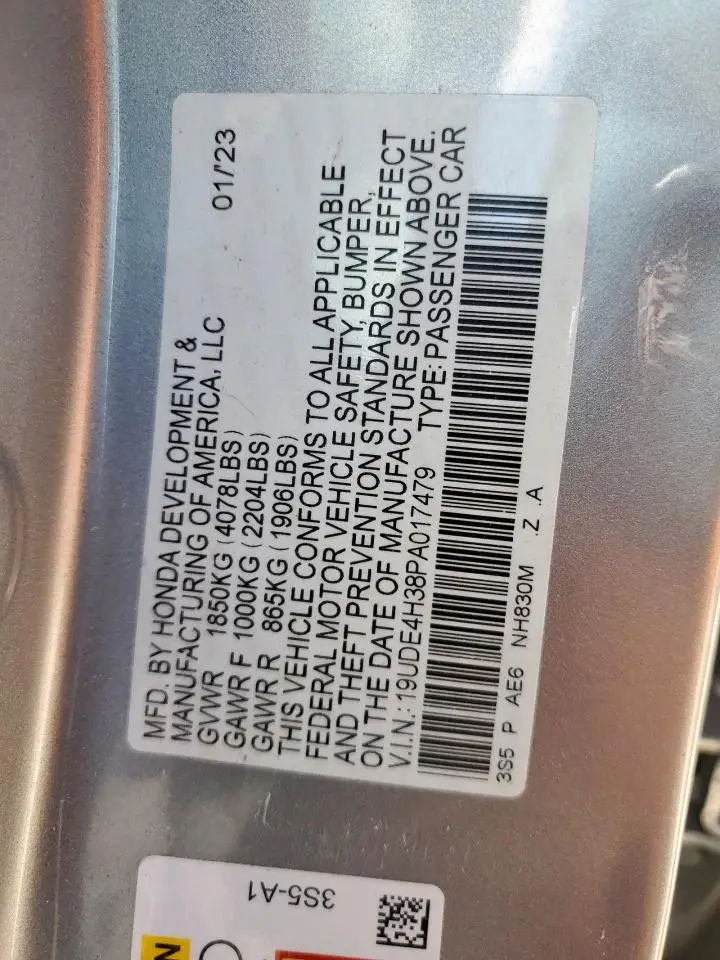 MFD. BY HONDA DEVELOPMENT &
MANUFACTURING OF AMERICA, LLC
01/'23
GVWR 1850KG (4078LBS)
GAWR F 1000KG (2204LBS)
GAWR R 865KG (1906LBS)
THIS VEHICLE CONFORMS TO ALL APPLICABLE
FEDERAL MOTOR VEHICLE SAFETY, BUMPER,
AND THEFT PREVENTION STANDARDS IN EFFECT
ON THE DATE OF MANUFACTURE SHOWN ABOVE.
V.I.N.: 19UDE4H38PA017479 TYPE: PASSENGER CAR
3S5 P AE6 NH830M .Z .A
3S5-A1